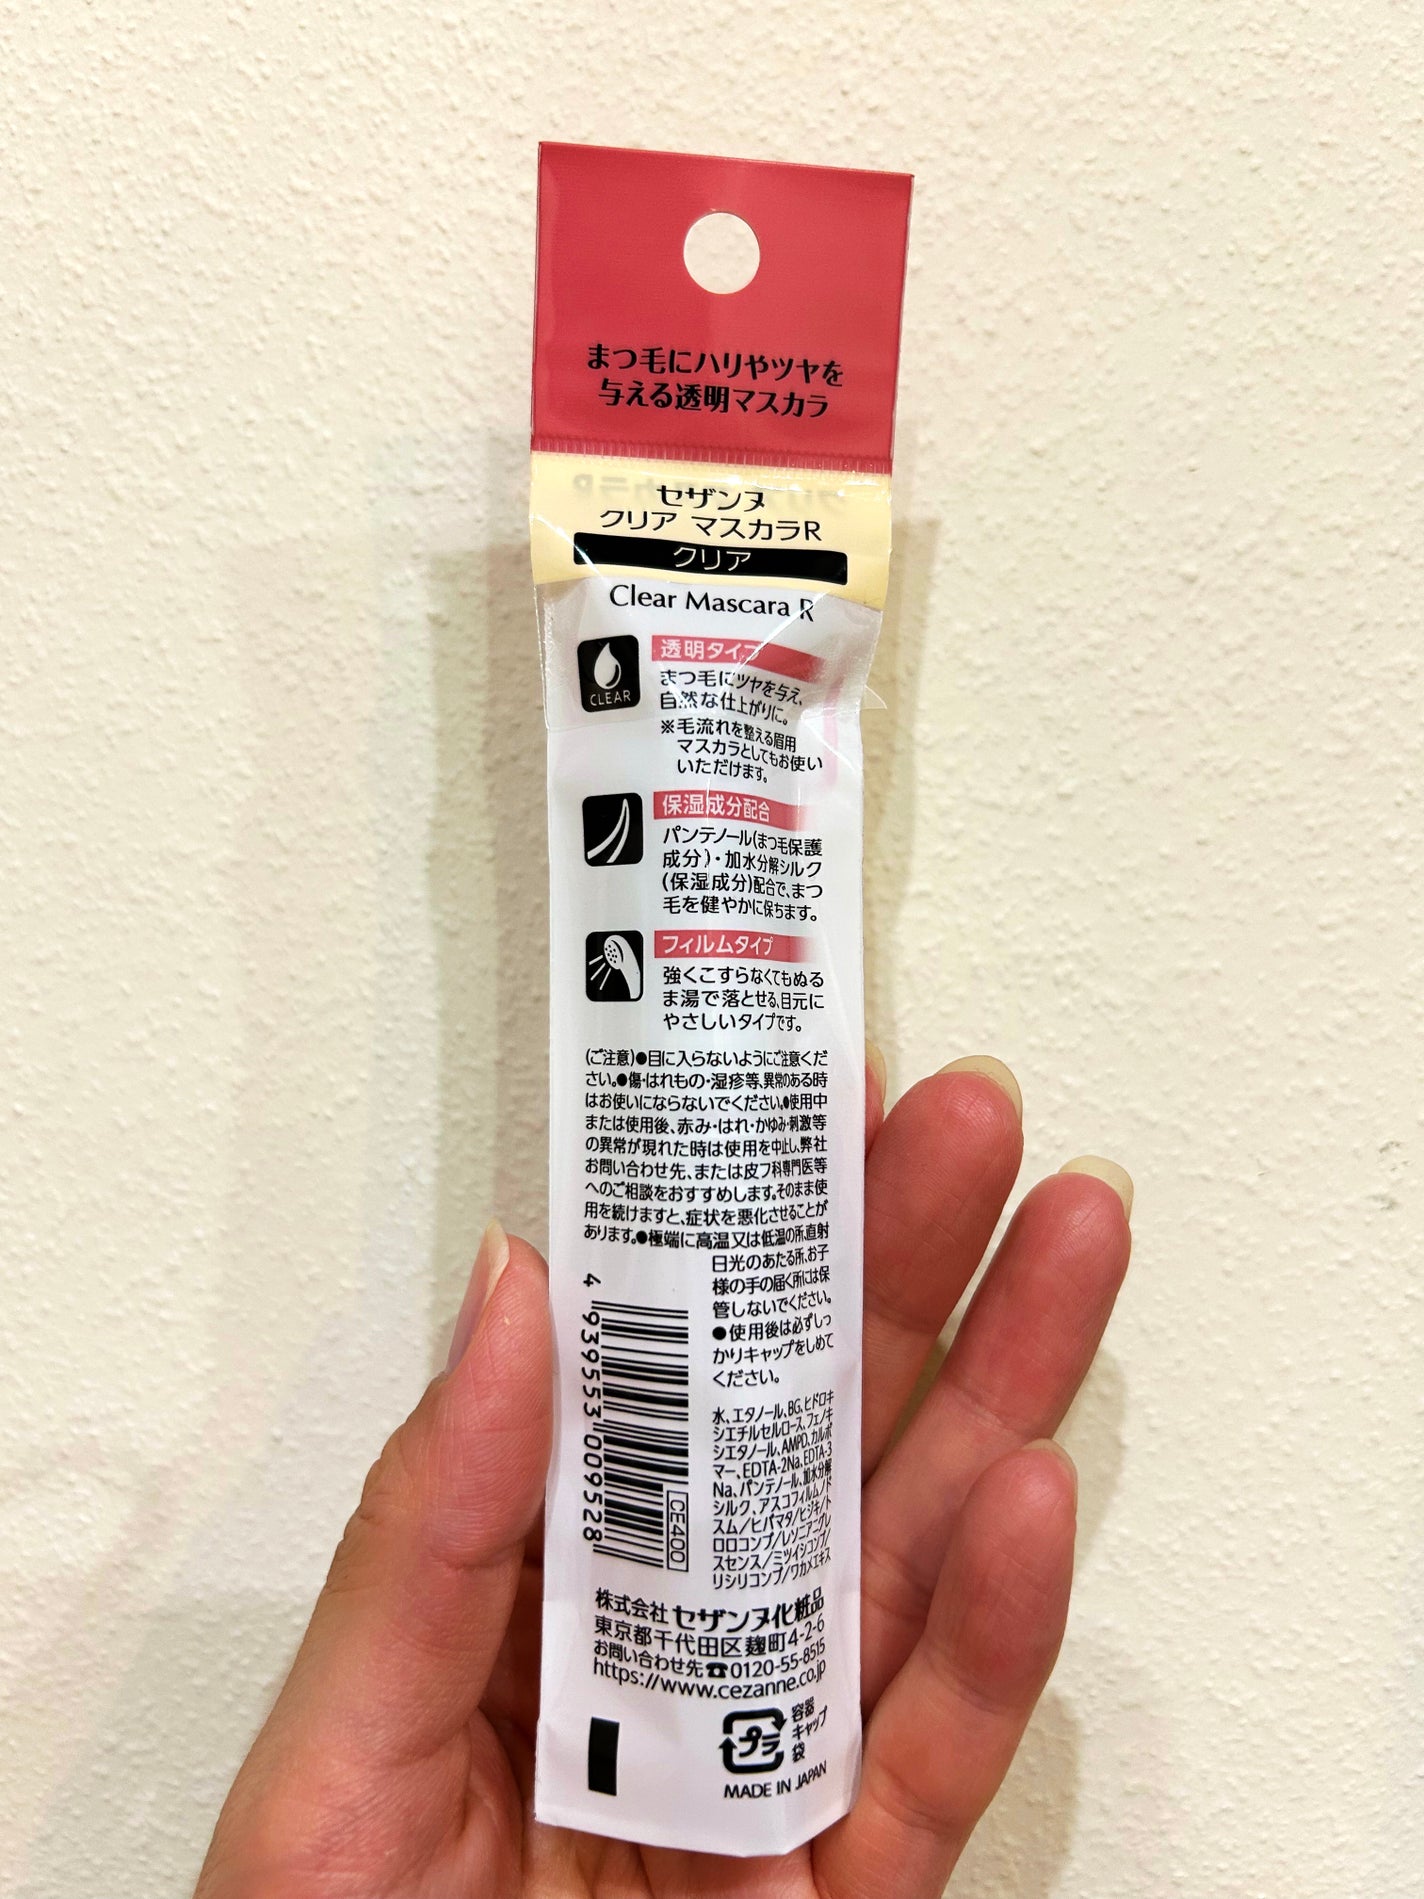 まつ毛にハリやツヤを
与える透明マスカラ
セザンヌ
クリア マスカラR
クリア
Clear Mascara R
CLEAR
透明タイプ
まつ毛にツヤを与え、
自然な仕上がりに。
※毛流れを整える眉用
マスカラとしてもお使い
いただけます。
保湿成分配合
パンテノール(まつ毛保護
成分)・加水分解シルク
(保湿成分)配合で、まつ
毛を健やかに保ちます。
フィルムタイプ
強くこすらなくてもぬる
ま湯で落とせる、目元に
やさしいタイプです。
(ご注意)●目に入らないようにご注意くだ
さい。●傷・はれもの・湿疹等、異常のある時
はお使いにならないでください。●使用中
または使用後、赤み・はれ・かゆみ・刺激等
の異常が現れた時は使用を中止し、弊社
お問い合わせ先、または皮フ科専門医等
へのご相談をおすすめします。そのまま使
用を続けますと、症状を悪化させることが
あります。●極端に高温又は低温の所、直射
日光のあたる所、お子
様の手の届く所には保
管しないでください。
●使用後は必ずしっ
かりキャップをしめて
ください。
4 939553 009528
CE400
水、エタノール、BG、ヒドロキ
シエチルセルロース、フェノキ
シエタノール、AMPD、カルボ
マー、EDTA-2Na、EDTA-3
Na、パンテノール、加水分解
シルク、アスコフィルムノド
スム/ヒバマタ/ヒジキ/ト
ロロコンブ/レソニアニグレ
スセンス/ミツイシコンブ/
リシリコンブ/ワカメエキス
株式会社 セザンヌ化粧品
東京都千代田区麹町4-2-6
お問い合わせ先☎0120-55-8515
https://www.cezanne.co.jp
プラ
容器
キャップ
袋
MADE IN JAPAN